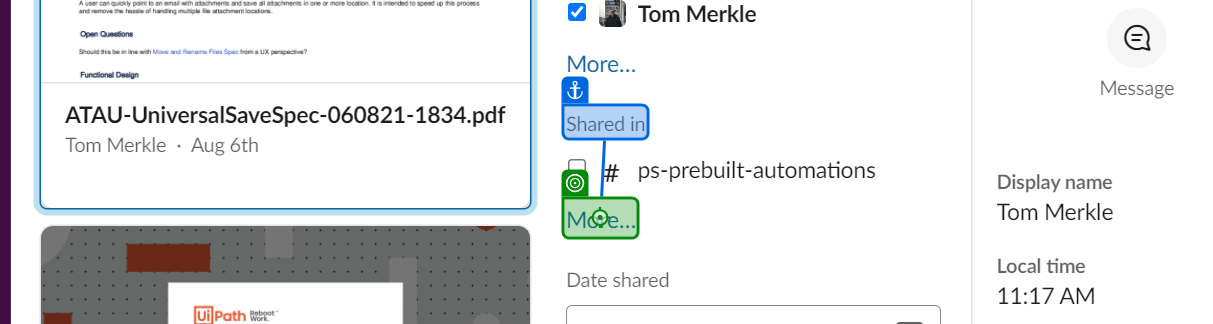 A user can quickly point to an email with attachments and save all attachments in one or more location. It is intended to speed up this process
and remove the hassle of handling multiple file attachment locations.
Open Questions
Should this be in line with Move and Rename Files Spec from a UX perspective?
Functional Design
ATAU-UniversalSaveSpec-060821-1834.pdf
Tom Merkle · Aug 6th
UiPath Reboot Work.
Tom Merkle
More...
Shared in
# ps-prebuilt-automations
More...
Date shared
Message
Display name
Tom Merkle
Local time
11:17 AM